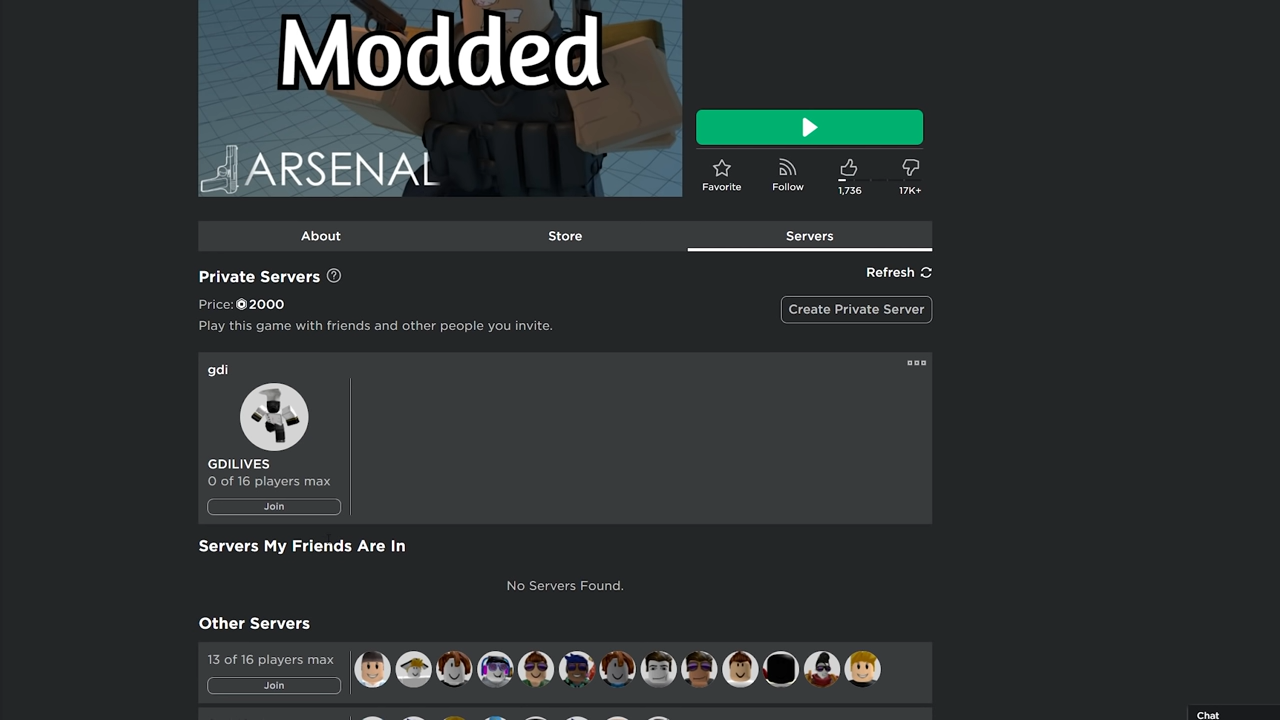 Modded
ARSENAL
Favorite
Follow
1,736
17K+
About
Store
Servers
Private Servers
Refresh
Price: 2000
Create Private Server
Play this game with friends and other people you invite.
gdi
GDILIVES
0 of 16 players max
Join
Servers My Friends Are In
No Servers Found.
Other Servers
13 of 16 players max
Join
Chat